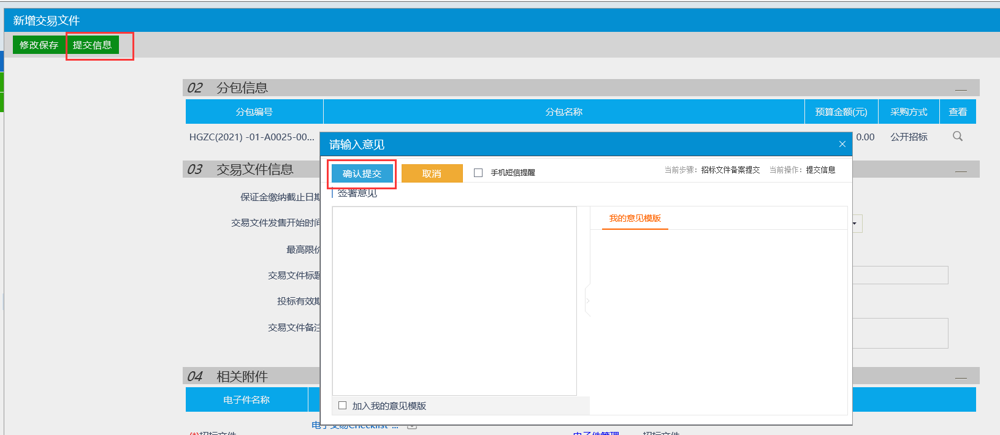 新增交易文件
修改保存 提交信息
02 分包信息
分包编号 分包名称 预算金额(元) 采购方式 查看
HGZC(2021) -01-A0025-00... 0.00 公开招标
请输入意见
确认提交 取消 手机短信提醒 当前步骤：招标文件备案提交 当前操作：提交信息
签署意见
我的意见模版
加入我的意见模版
03 交易文件信息
保证金缴纳截止日期
交易文件发售开始时间
最高限价
交易文件标题
投标有效期
交易文件备注
04 相关附件
电子件名称
电子交易Checklist ...
(*)招标文件 电子件管理 招标文件